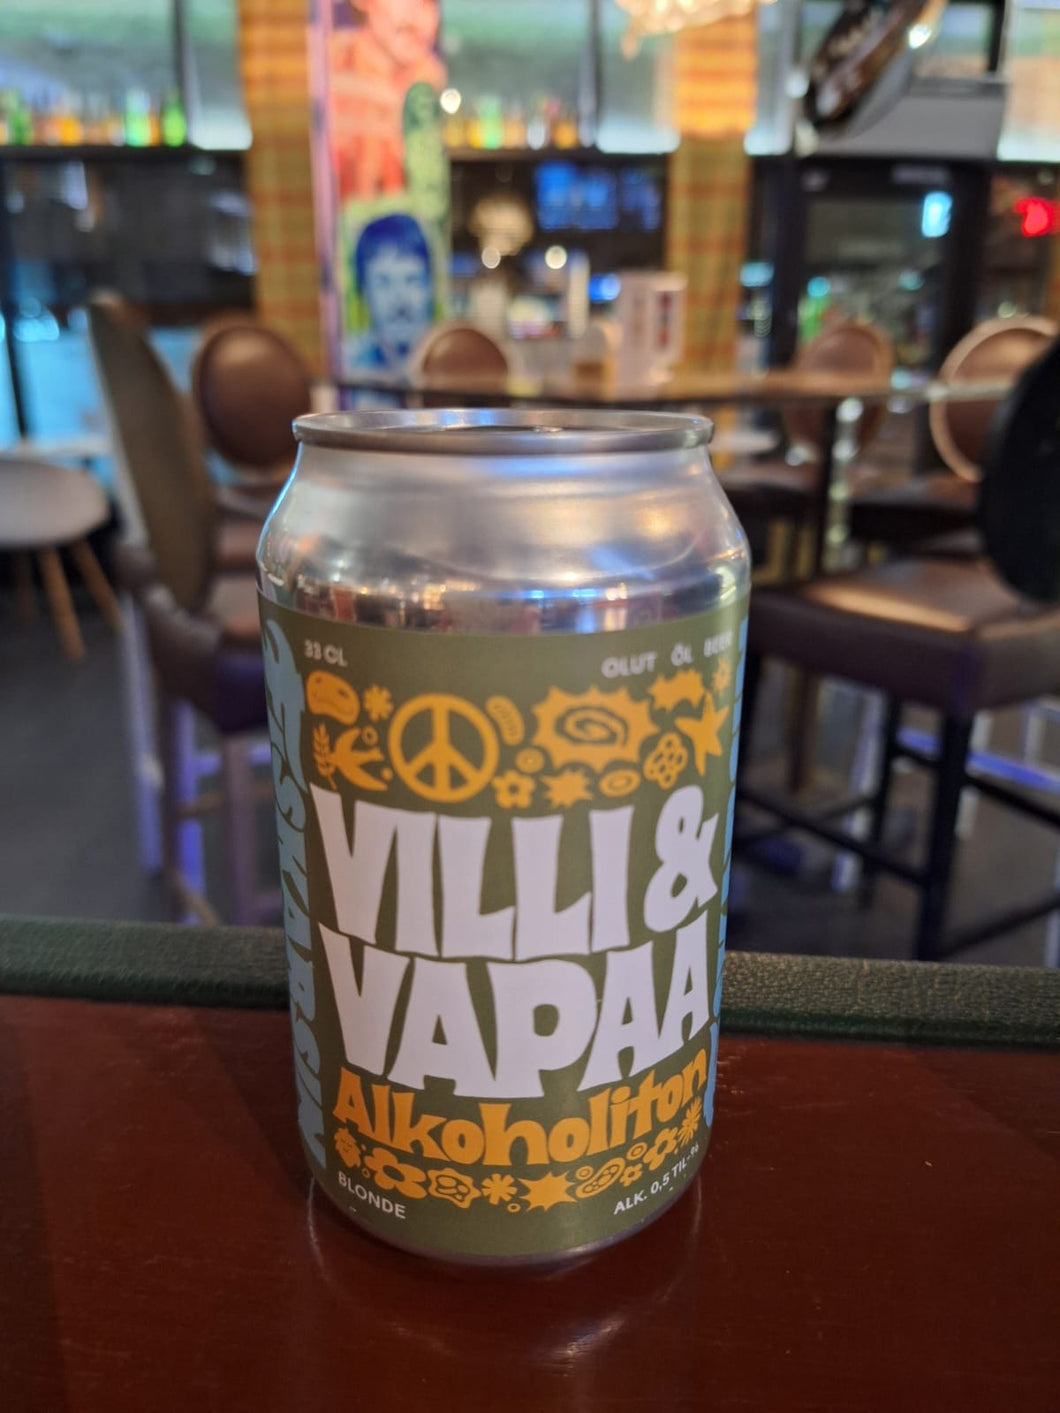 33 CL
OLUT ÖL BEER
VILLI &
VAPAA
Alkoholiton
BLONDE
ALK. 0,5 TIL-%